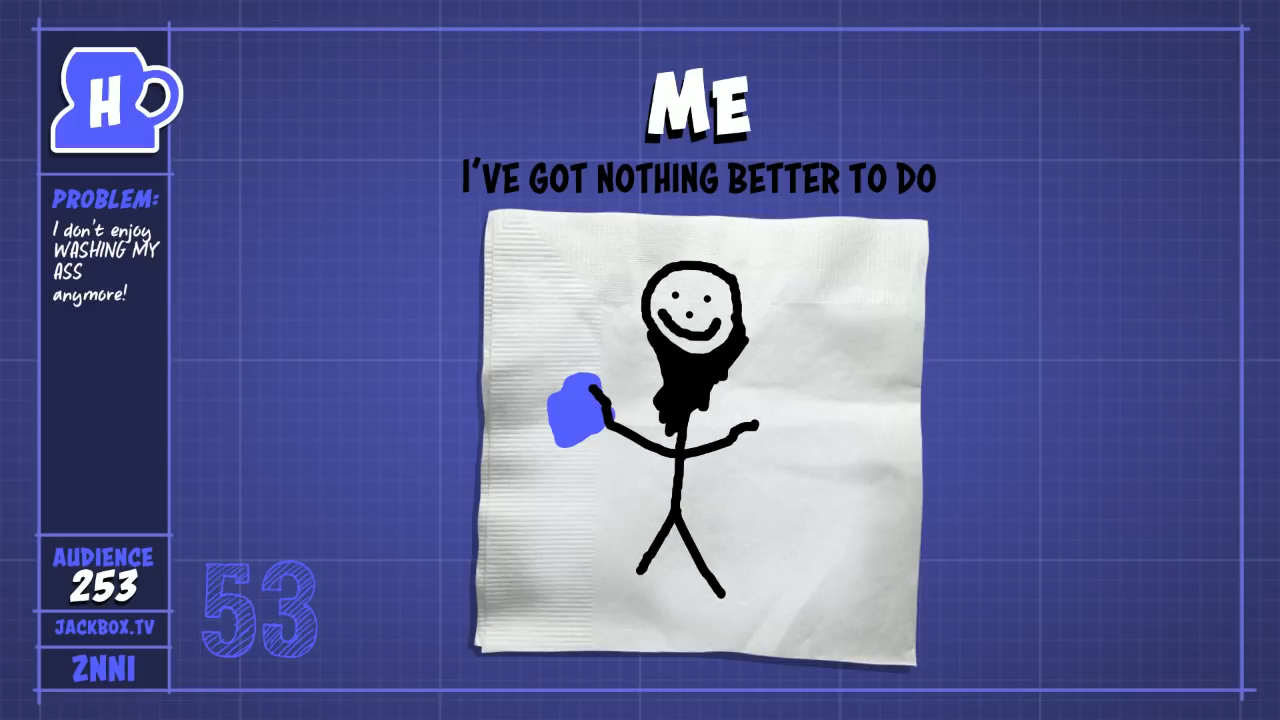 H
ME
I'VE GOT NOTHING BETTER TO DO
PROBLEM:
I don't enjoy
WASHING MY
ASS
anymore!
AUDIENCE
253
JACKBOX.TV
ZNNI
53